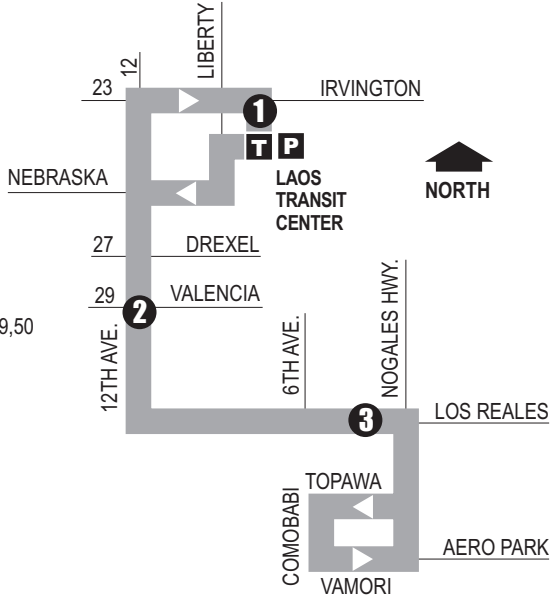 LIBERTY
12
23
IRVINGTON
1
T P
NEBRASKA
LAOS
TRANSIT
CENTER
NORTH
27
DREXEL
29
VALENCIA
2
9,50
12TH AVE.
6TH AVE.
NOGALES HWY.
3
LOS REALES
TOPAWA
COMOBABI
AERO PARK
VAMORI